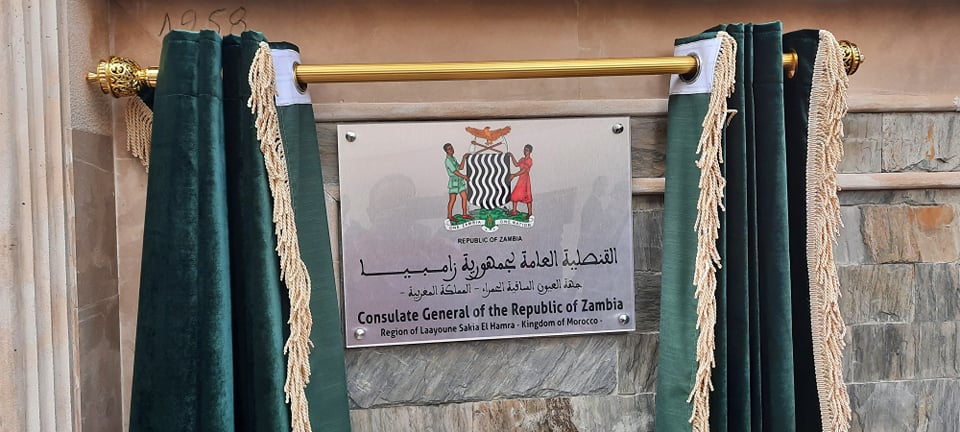 1958
ONE ZAMBIA ONE NATION
REPUBLIC OF ZAMBIA
القنصلية العامة لجمهورية زامبيا
جهة العيون الساقية الحمراء - المملكة المغربية -
Consulate General of the Republic of Zambia
Region of Laayoune Sakia El Hamra - Kingdom of Morocco -